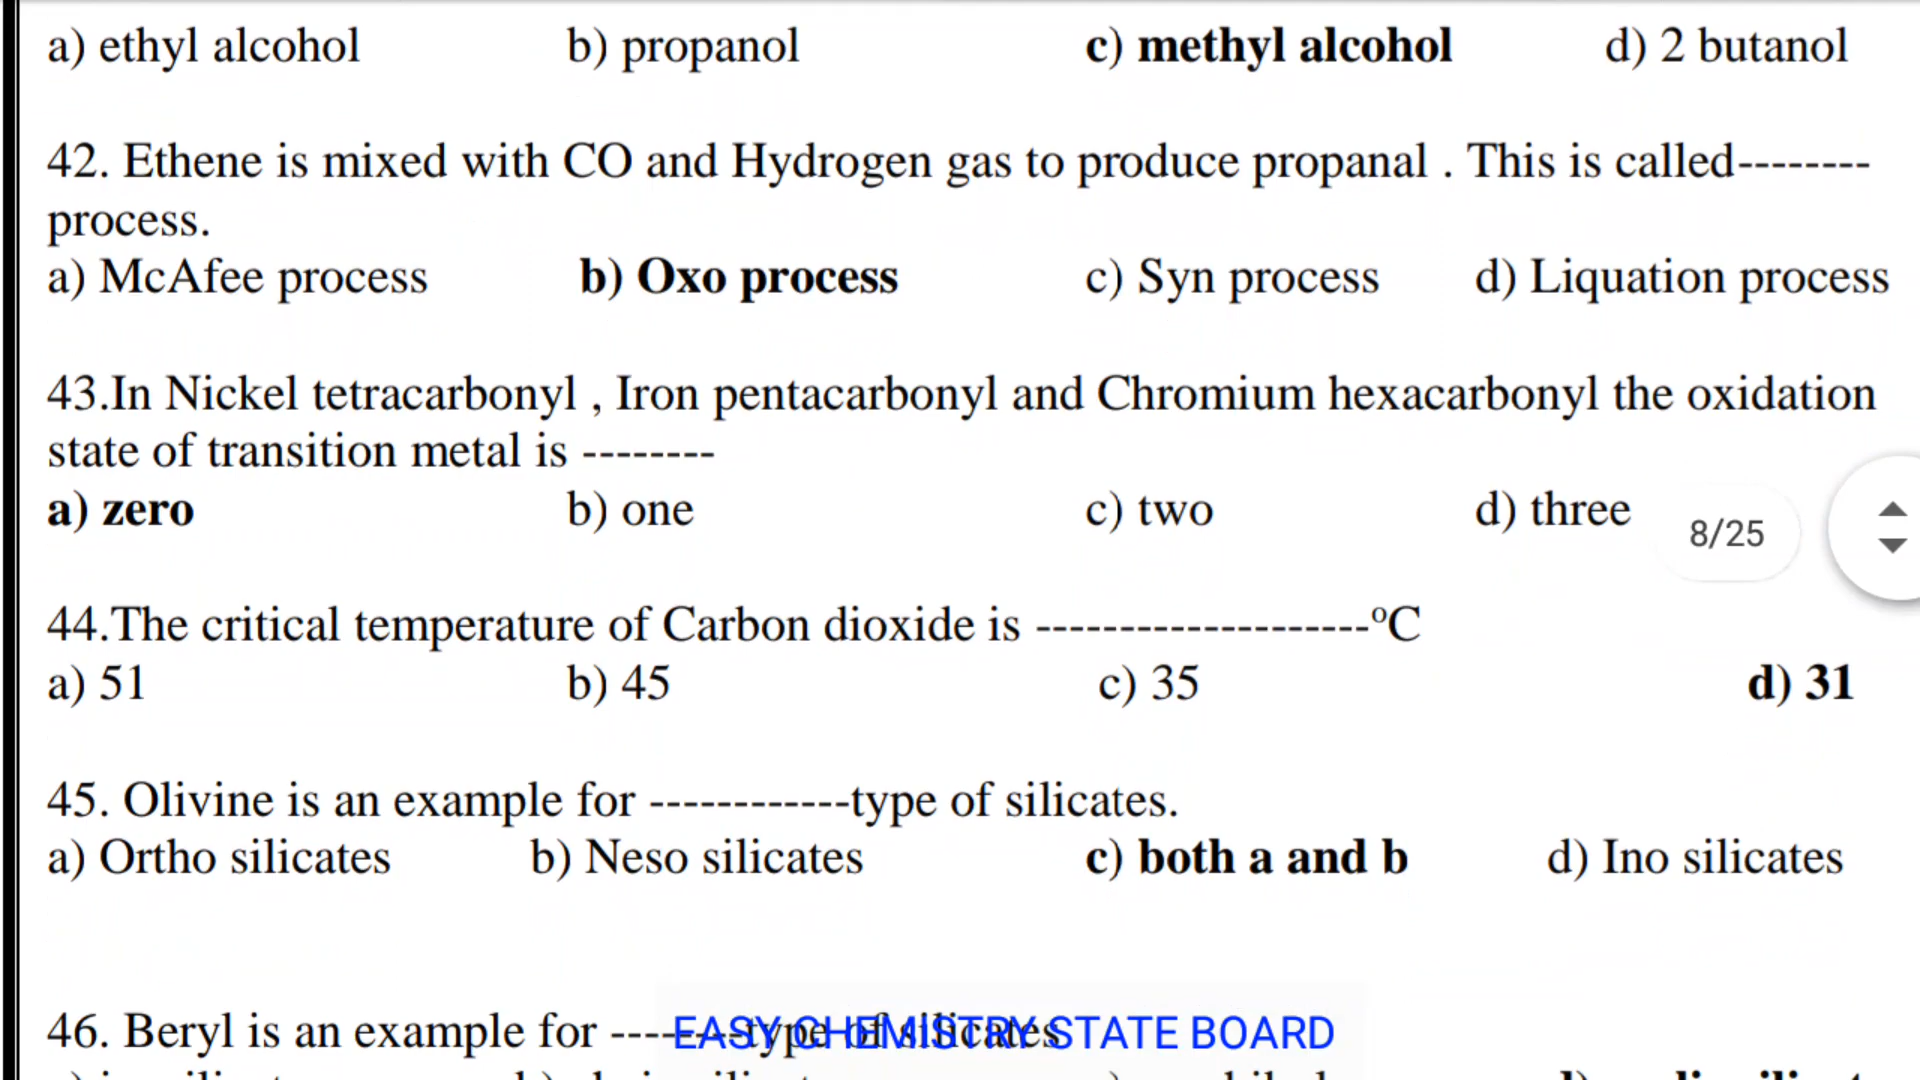 a) ethyl alcohol b) propanol c) methyl alcohol d) 2 butanol
42. Ethene is mixed with CO and Hydrogen gas to produce propanal . This is called--------
process.
a) McAfee process b) Oxo process c) Syn process d) Liquation process
43.In Nickel tetracarbonyl , Iron pentacarbonyl and Chromium hexacarbonyl the oxidation
state of transition metal is --------
a) zero b) one c) two d) three
8/25
44.The critical temperature of Carbon dioxide is --------------------ºC
a) 51 b) 45 c) 35 d) 31
45. Olivine is an example for ------------type of silicates.
a) Ortho silicates b) Neso silicates c) both a and b d) Ino silicates
46. Beryl is an example for --------type of silicates
EASY CHEMISTRY STATE BOARD